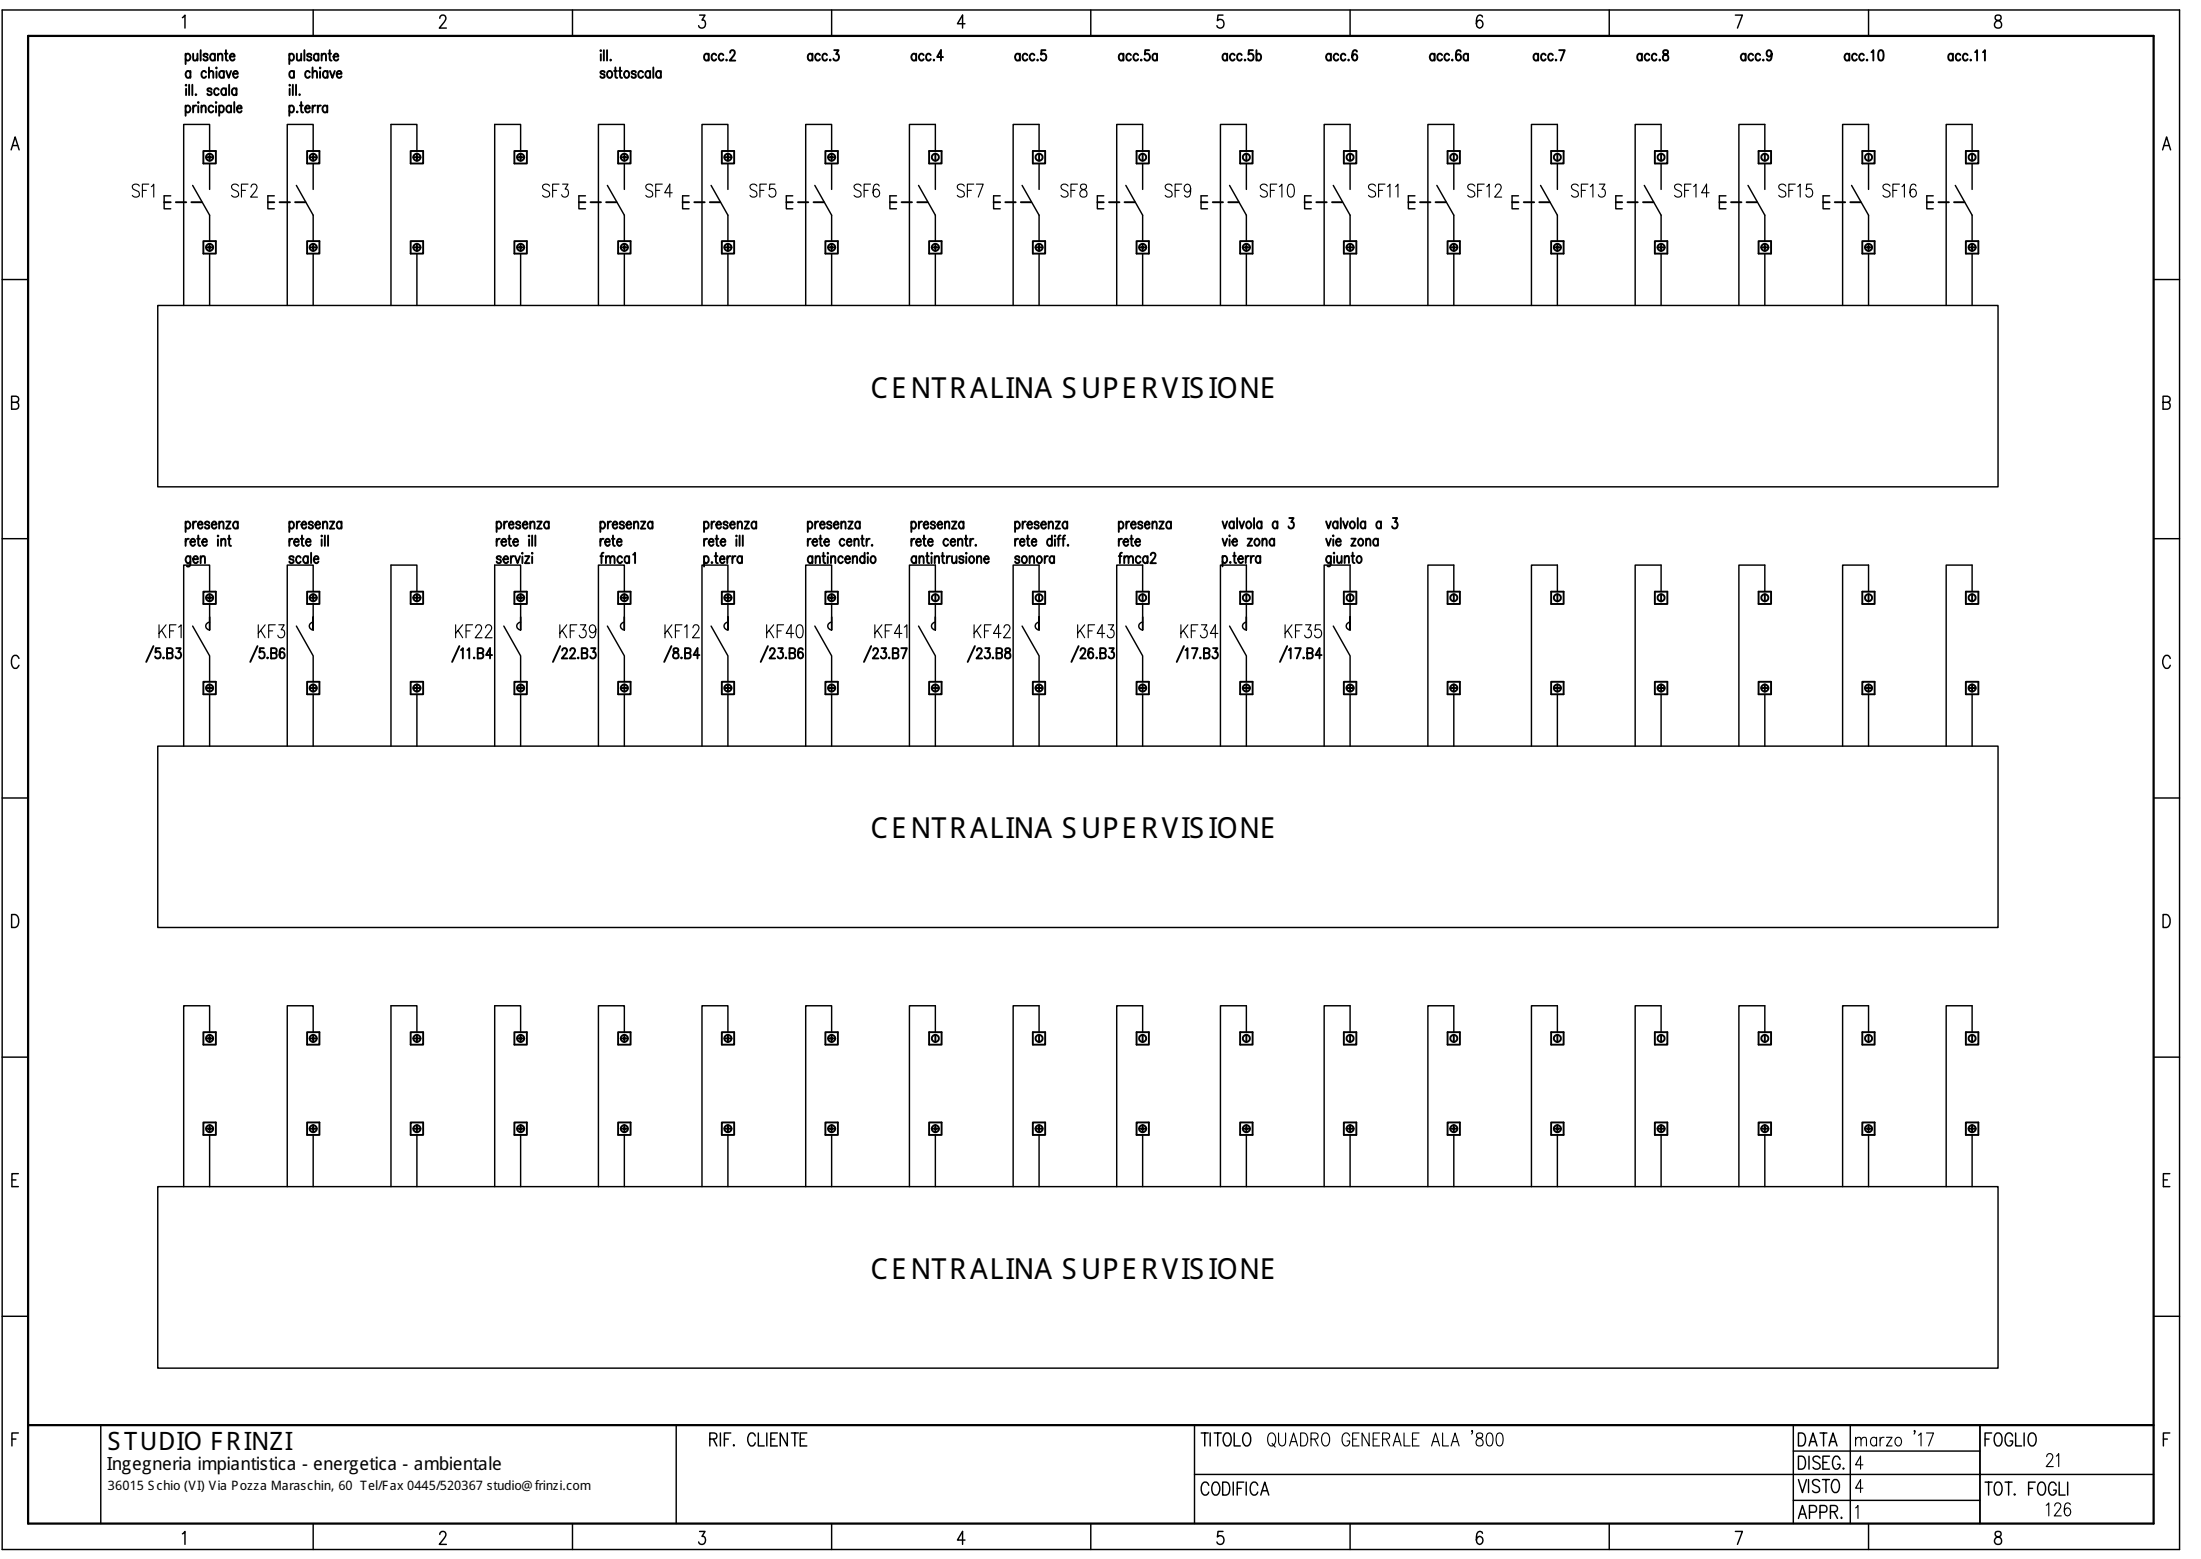 1 2 3 4 5 6 7 8
pulsante
a chiave
ill. scala
principale
pulsante
a chiave
ill.
p.terra
ill.
sottoscala
acc.2
acc.3
acc.4
acc.5
acc.5a
acc.5b
acc.6
acc.6a
acc.7
acc.8
acc.9
acc.10
acc.11
A A
SF1 SF2 SF3 SF4 SF5 SF6 SF7 SF8 SF9 SF10 SF11 SF12 SF13 SF14 SF15 SF16
CENTRALINA SUPERVISIONE
B B
presenza
rete int
gen
presenza
rete ill
scale
presenza
rete ill
servizi
presenza
rete
fmca1
presenza
rete ill
p.terra
presenza
rete centr.
antincendio
presenza
rete centr.
antintrusione
presenza
rete diff.
sonora
presenza
rete
fmca2
valvola a 3
vie zona
p.terra
valvola a 3
vie zona
giunto
KF1 KF3 KF22 KF39 KF12 KF40 KF41 KF42 KF43 KF34 KF35
/5.B3 /5.B6 /11.B4 /22.B3 /8.B4 /23.B6 /23.B7 /23.B8 /26.B3 /17.B3 /17.B4
C C
CENTRALINA SUPERVISIONE
D D
E E
CENTRALINA SUPERVISIONE
F F
STUDIO FRINZI
Ingegneria impiantistica - energetica - ambientale
36015 Schio (VI) Via Pozza Maraschin, 60 Tel/Fax 0445/520367 studio@frinzi.com
RIF. CLIENTE
TITOLO QUADRO GENERALE ALA '800
CODIFICA
DATA marzo '17
DISEG. 4
VISTO 4
APPR. 1
FOGLIO
21
TOT. FOGLI
126
1 2 3 4 5 6 7 8